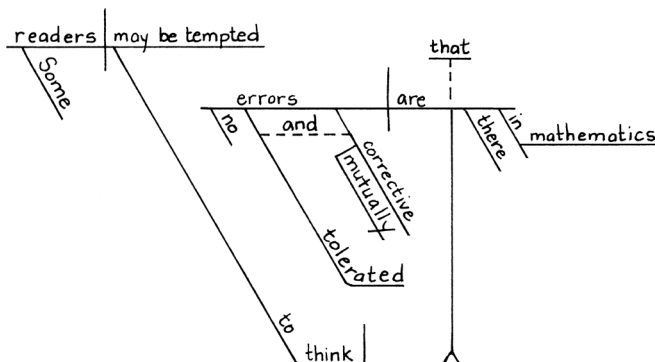 readers may be tempted
Some
that
errors are
no
and
tolerated
corrective
mutually
there
in
mathematics
to
think